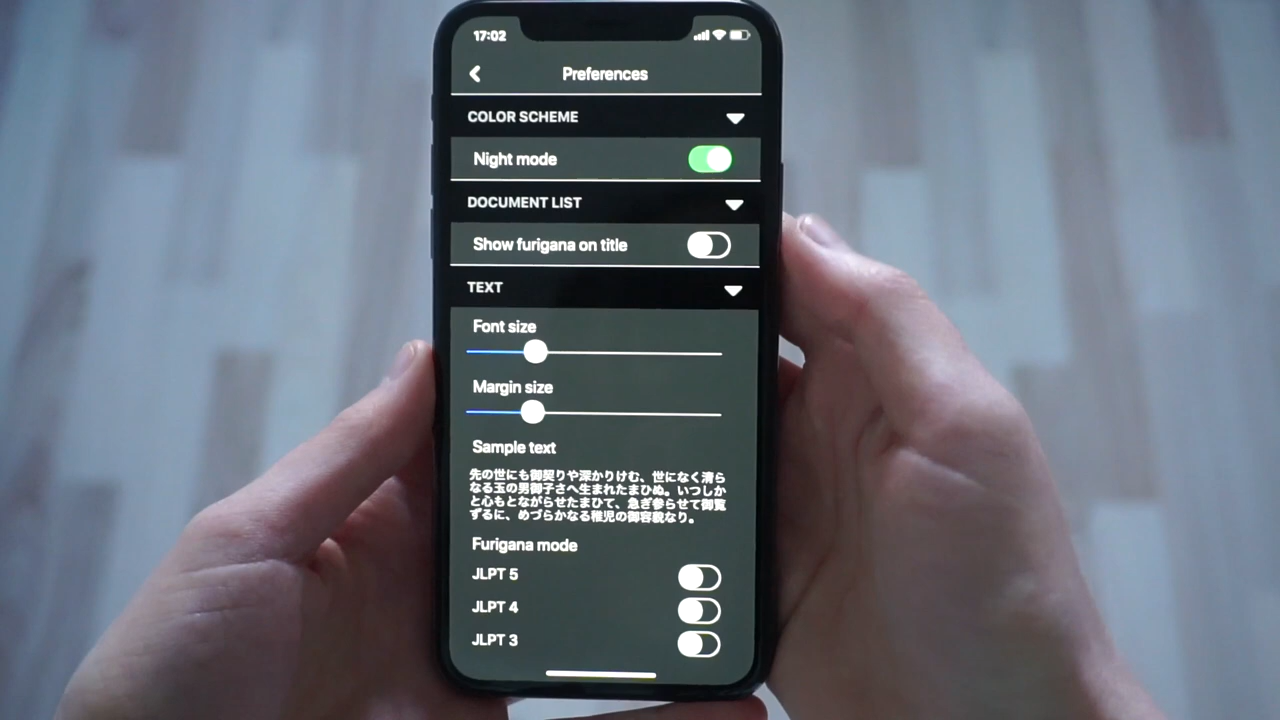 17:02
Preferences
COLOR SCHEME
Night mode
DOCUMENT LIST
Show furigana on title
TEXT
Font size
Margin size
Sample text
先の世にも御契りや深かりけむ、世になく清ら
なる玉の男御子さへ生まれたまひぬ。いつしか
と心もとながらせたまひて、急ぎ参らせて御覧
ずるに、めづらかなる稚児の御容貌なり。
Furigana mode
JLPT 5
JLPT 4
JLPT 3